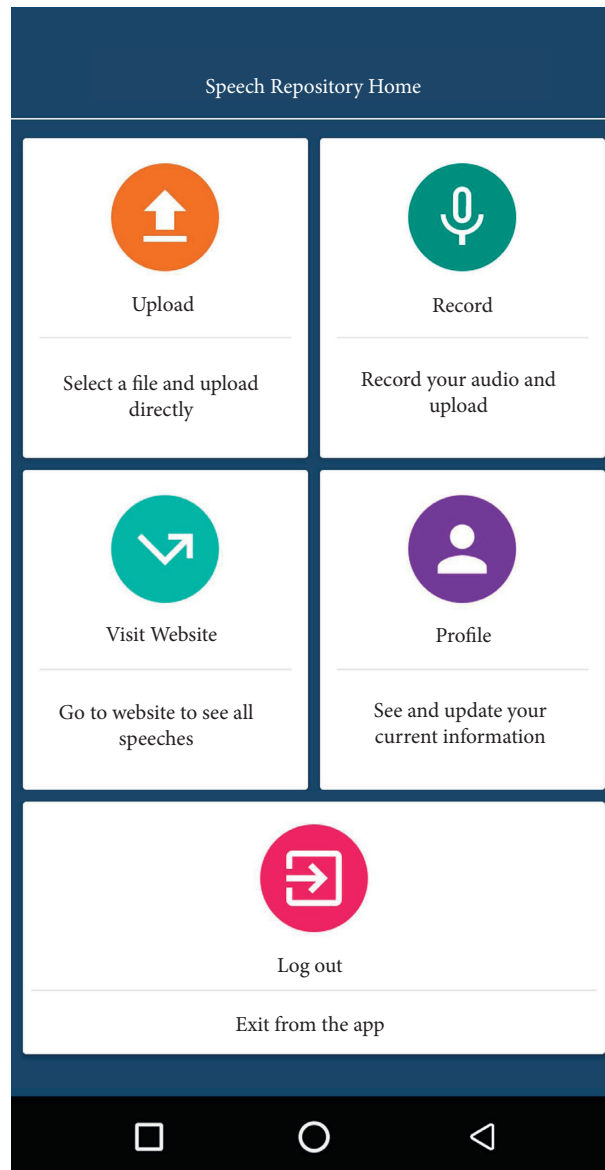 Speech Repository Home
Upload
Select a file and upload
directly
Record
Record your audio and
upload
Visit Website
Go to website to see all
speeches
Profile
See and update your
current information
Log out
Exit from the app